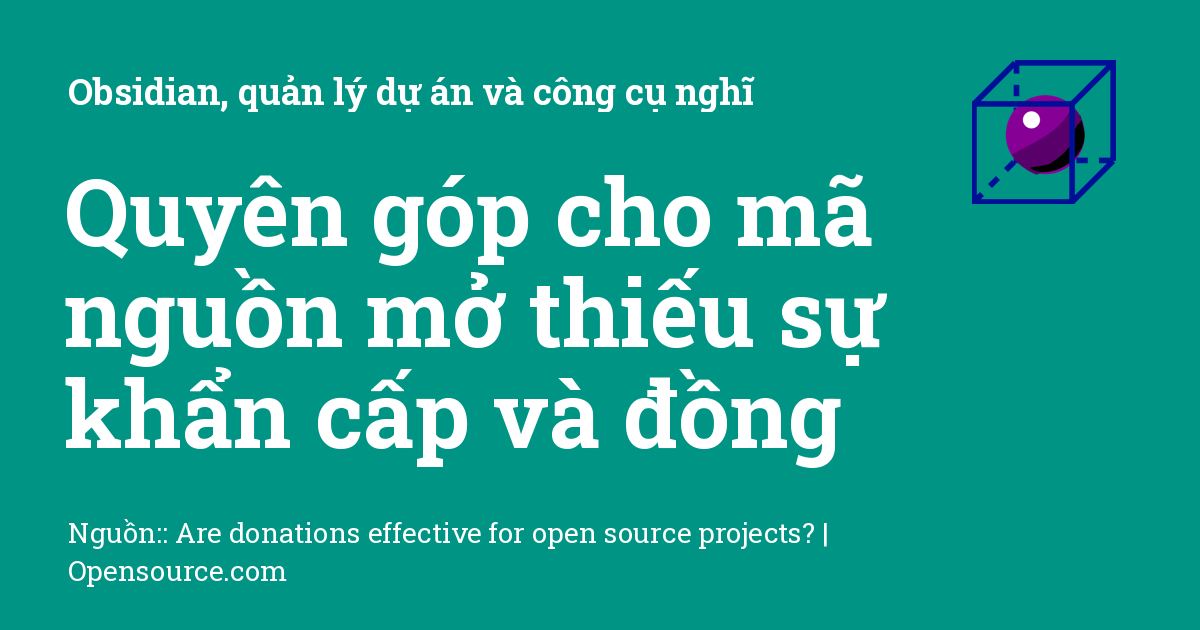 Obsidian, quản lý dự án và công cụ nghĩ
Quyên góp cho mã
nguồn mở thiếu sự
khẩn cấp và đồng
Nguồn:: Are donations effective for open source projects? |
Opensource.com